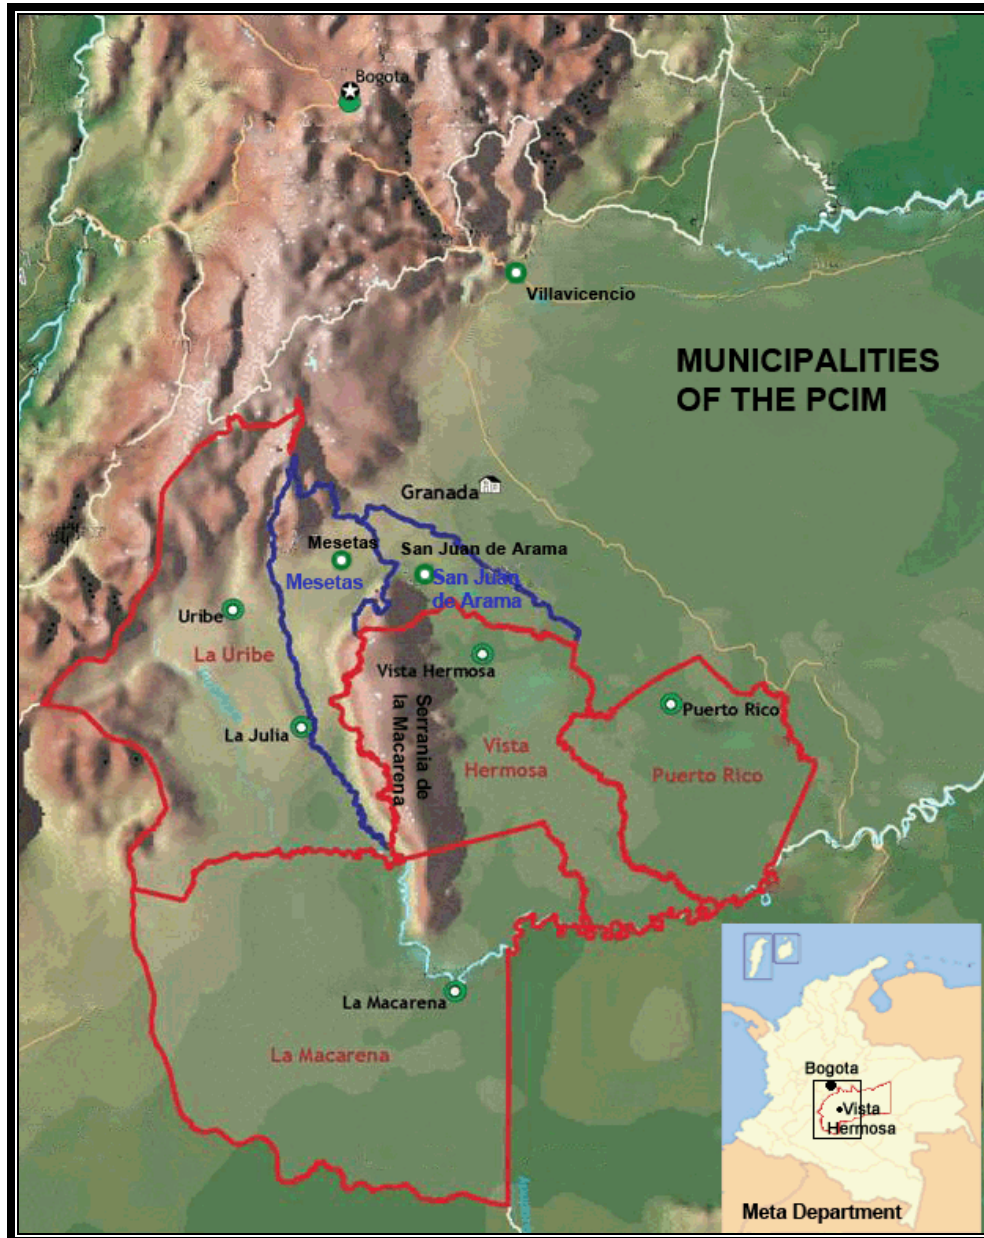 Bogota
Villavicencio
MUNICIPALITIES
OF THE PCIM
Granada
Mesetas
San Juan de Arama
Mesetas
San Juan
de Arama
Uribe
La Uribe
Vista Hermosa
Serrania de
la Macarena
Puerto Rico
La Julia
Vista
Hermosa
Puerto Rico
La Macarena
La Macarena
Bogota
Vista
Hermosa
Meta Department